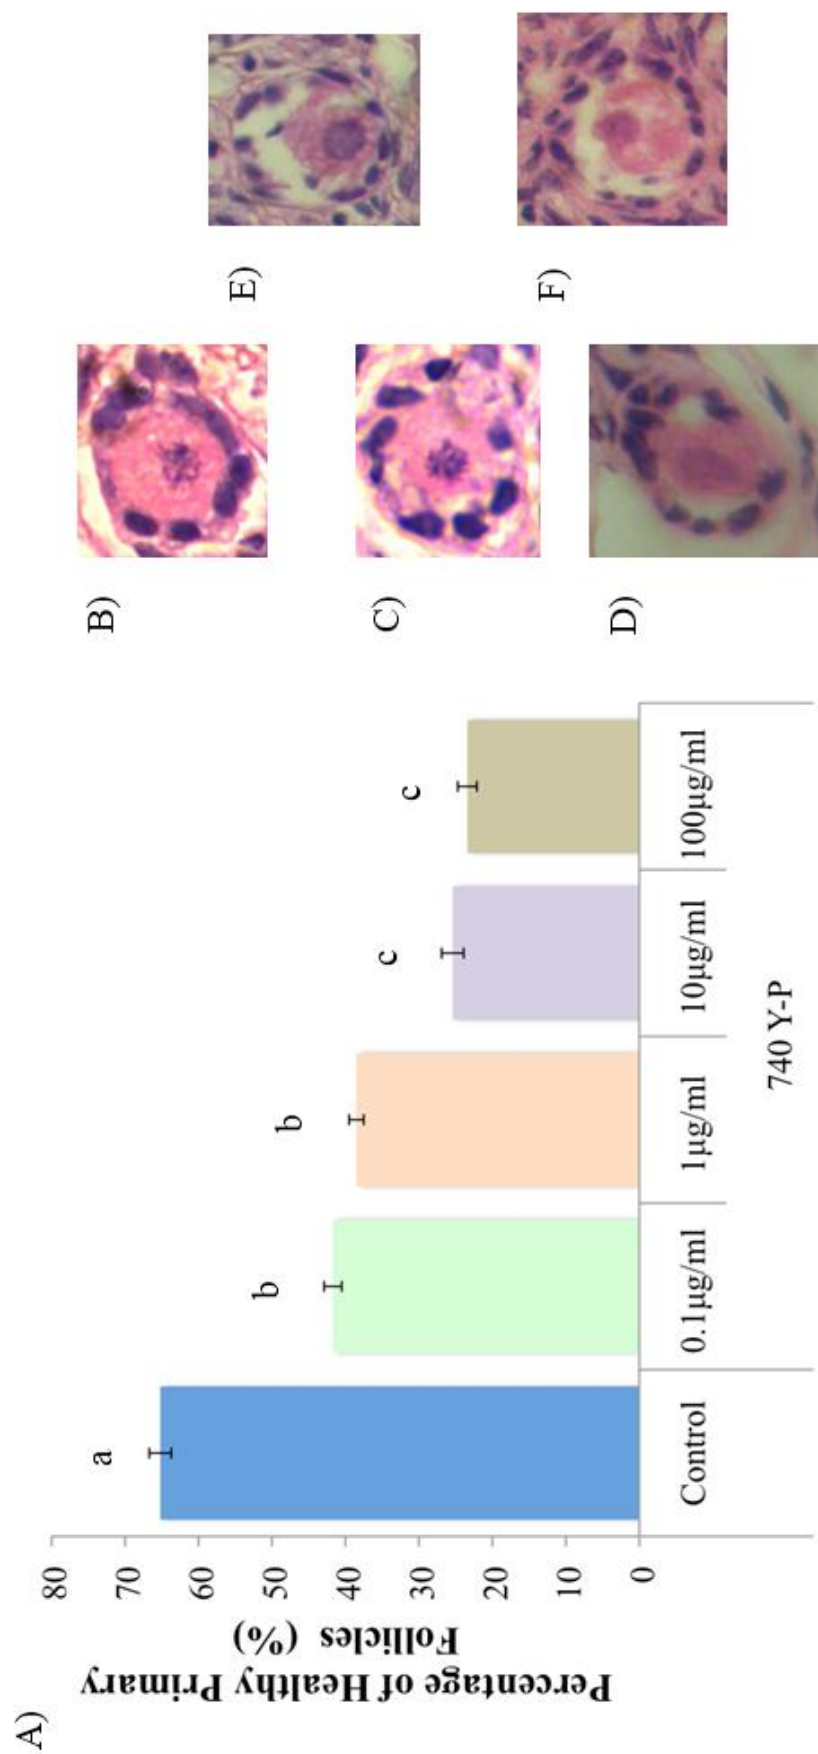 A)
Percentage of Healthy Primary
Follicles (%)
80
70
60
50
40
30
20
10
0
a
b
b
c
c
Control
0.1µg/ml
1µg/ml
10µg/ml
100µg/ml
740 Y-P
B)
C)
D)
E)
F)